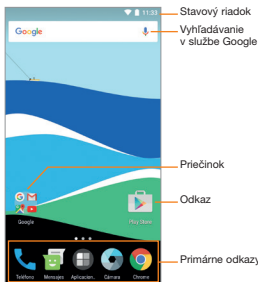 11:33
Stavový riadok
Google
Vyhľadávanie
v službe Google
Priečinok
Odkaz
Google
Play Store
Primárne odkazy
Teléfono
Mensajes
Aplicacion..
Cámara
Chrome